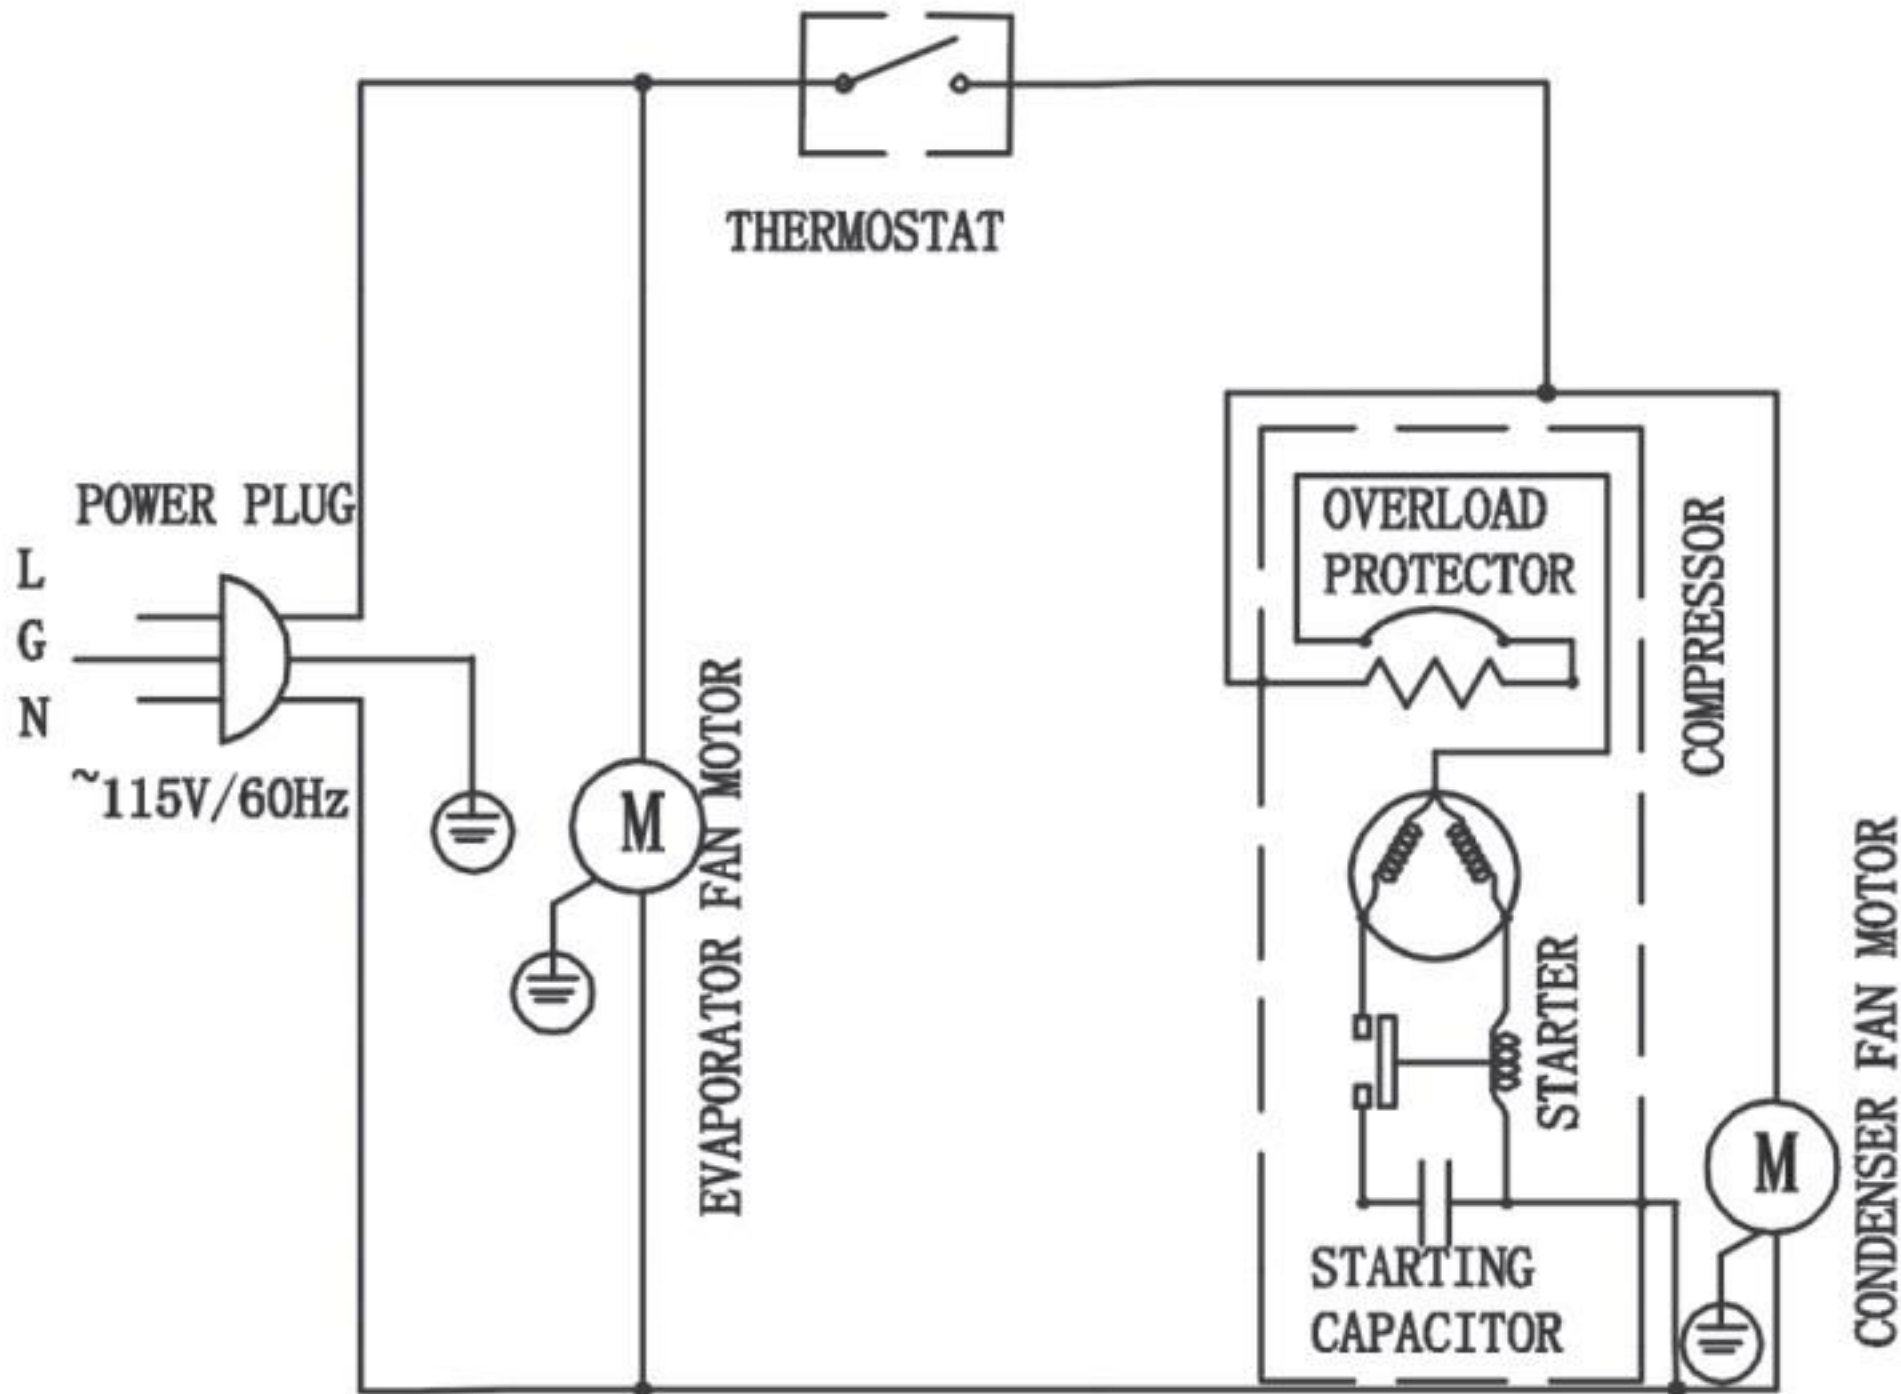 THERMOSTAT
POWER PLUG
L
G
N
~115V/60Hz
M
EVAPORATOR FAN MOTOR
OVERLOAD
PROTECTOR
COMPRESSOR
STARTER
STARTING
CAPACITOR
M
CONDENSER FAN MOTOR